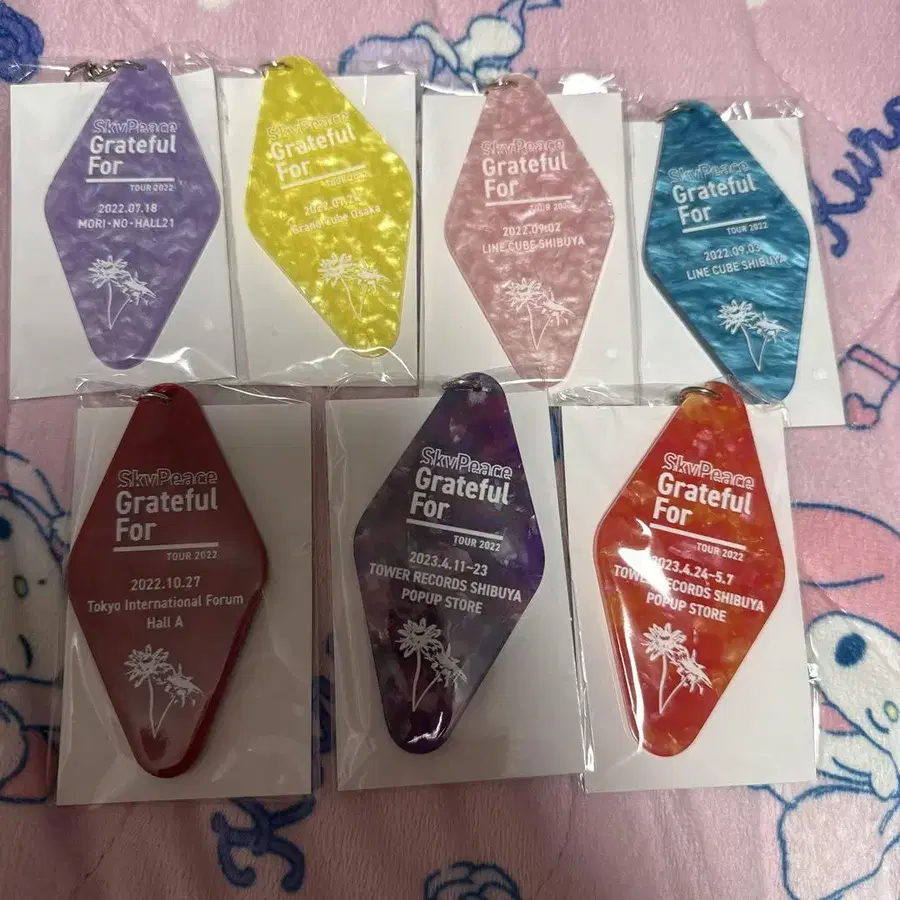 SkyPeace
Grateful
For
TOUR 2022
2022.07.18
MORI-NO-HALL21
SkyPeace
Grateful
For
TOUR 2022
Grand Cube Osaka
SkyPeace
Grateful
For
TOUR 2022
2022.09.02
LINE CUBE SHIBUYA
SkyPeace
Grateful
For
TOUR 2022
2022.09.03
LINE CUBE SHIBUYA
SkyPeace
Grateful
For
TOUR 2022
2022.10.27
Tokyo International Forum
Hall A
SkyPeace
Grateful
For
TOUR 2022
2023.4.11~23
TOWER RECORDS SHIBUYA
POPUP STORE
SkyPeace
Grateful
For
TOUR 2022
2023.4.24~5.7
TOWER RECORDS SHIBUYA
POPUP STORE